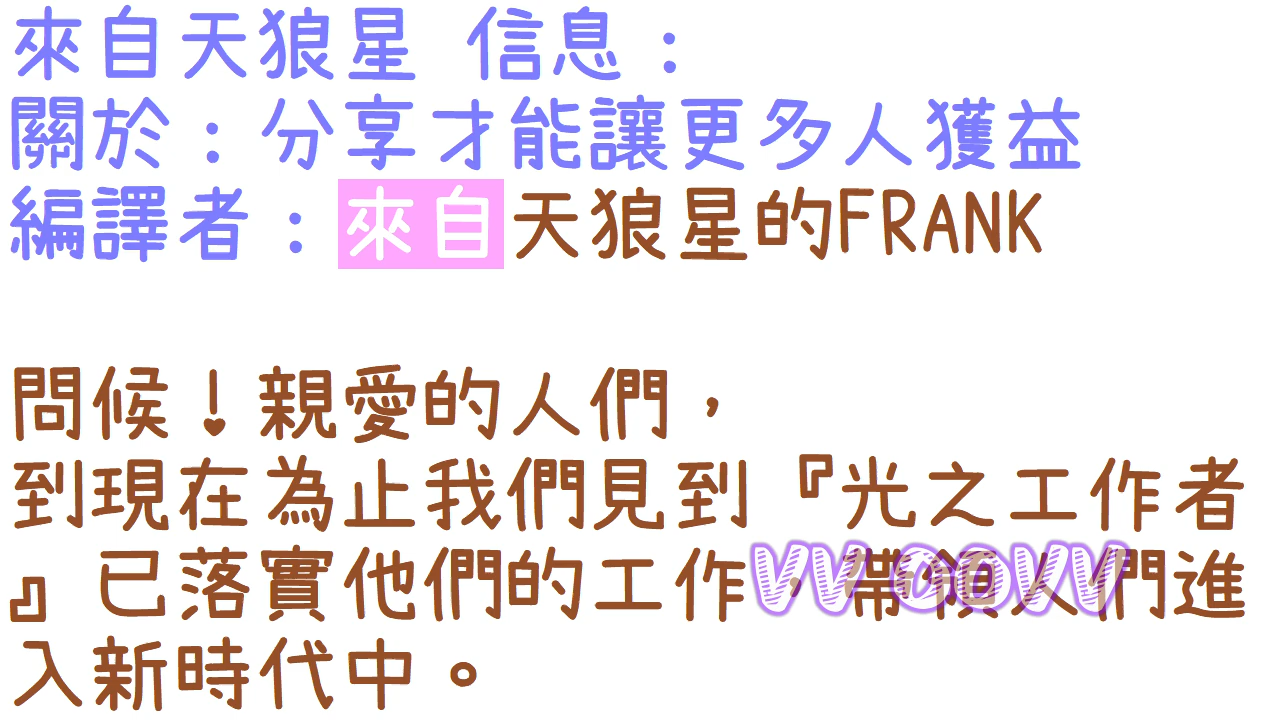 來自天狼星 信息：
關於：分享才能讓更多人獲益
編譯者：來自天狼星的FRANK
問候！親愛的人們，
到現在為止我們見到『光之工作者
』已落實他們的工作，帶領人們進
入新時代中。